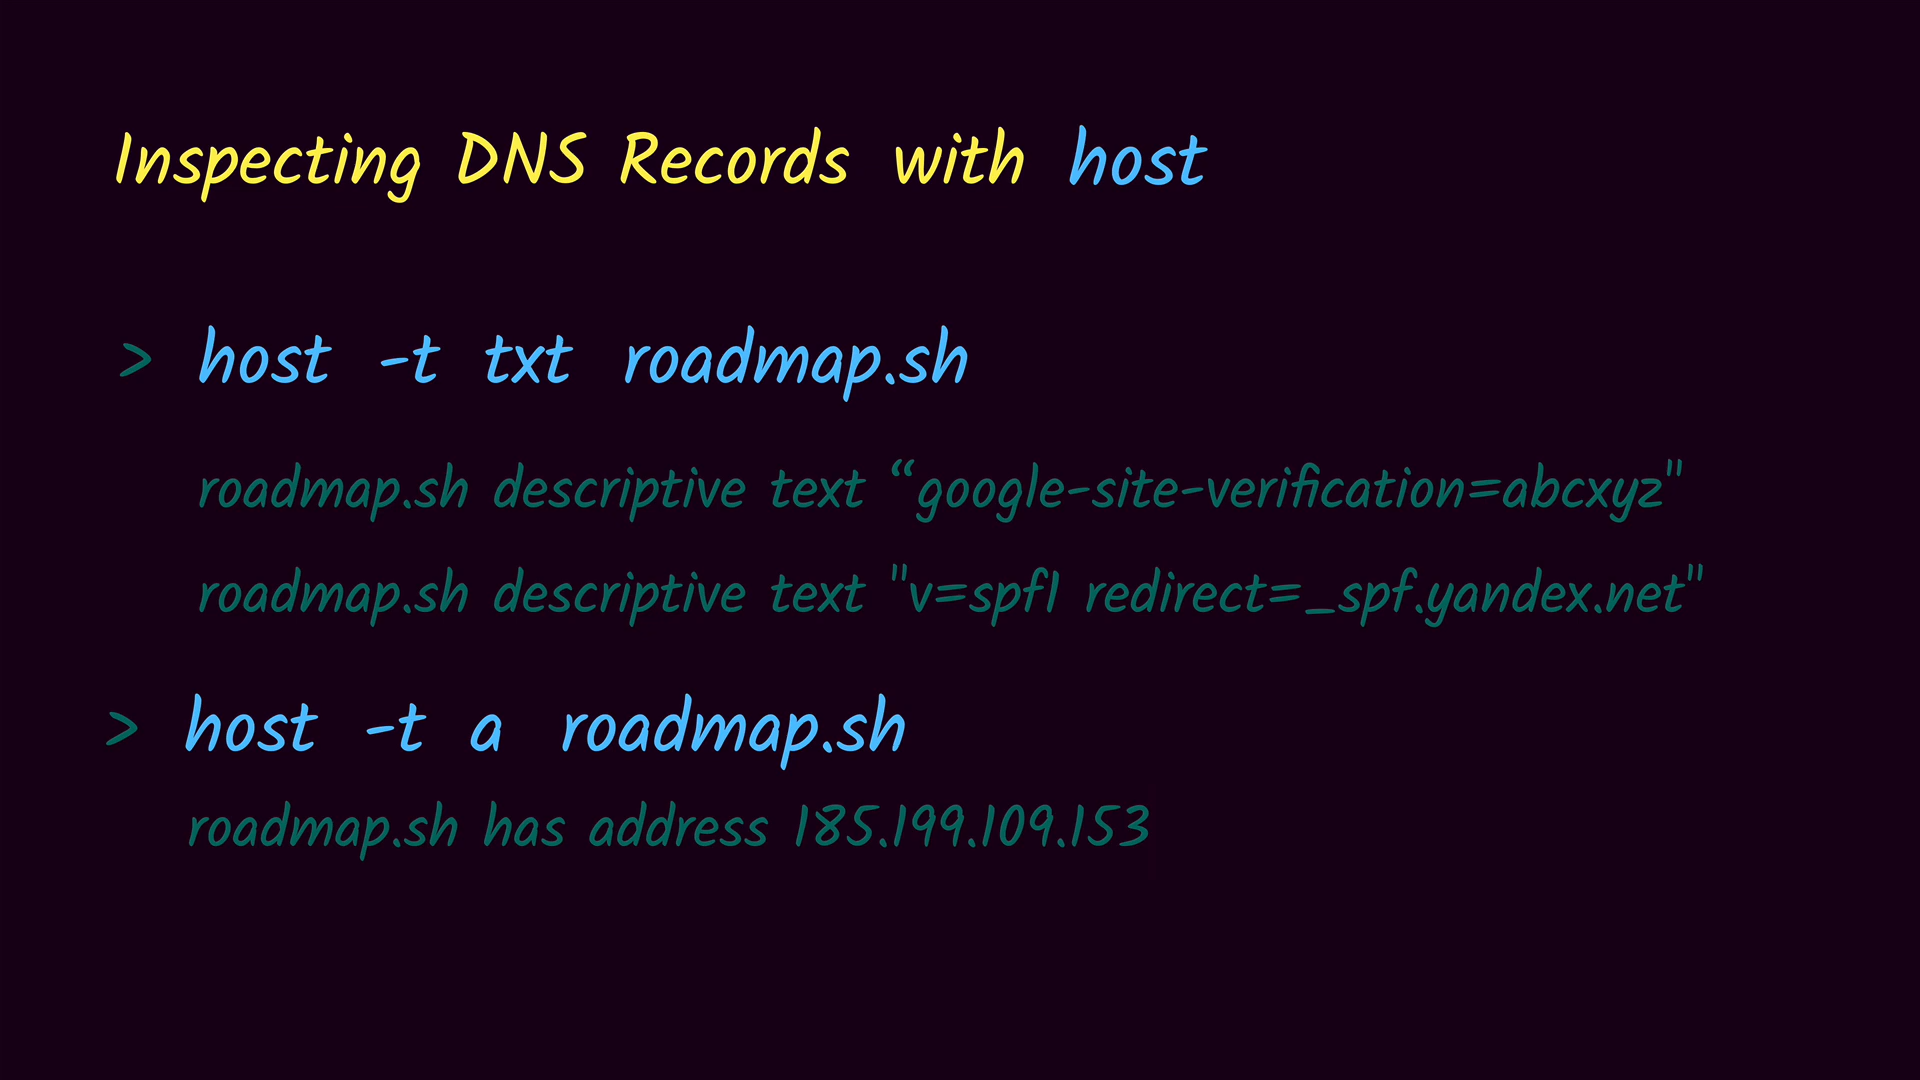 Inspecting DNS Records with host
> host -t txt roadmap.sh
roadmap.sh descriptive text “google-site-verification=abcxyz"
roadmap.sh descriptive text "v=spf1 redirect=_spf.yandex.net"
> host -t a roadmap.sh
roadmap.sh has address 185.199.109.153